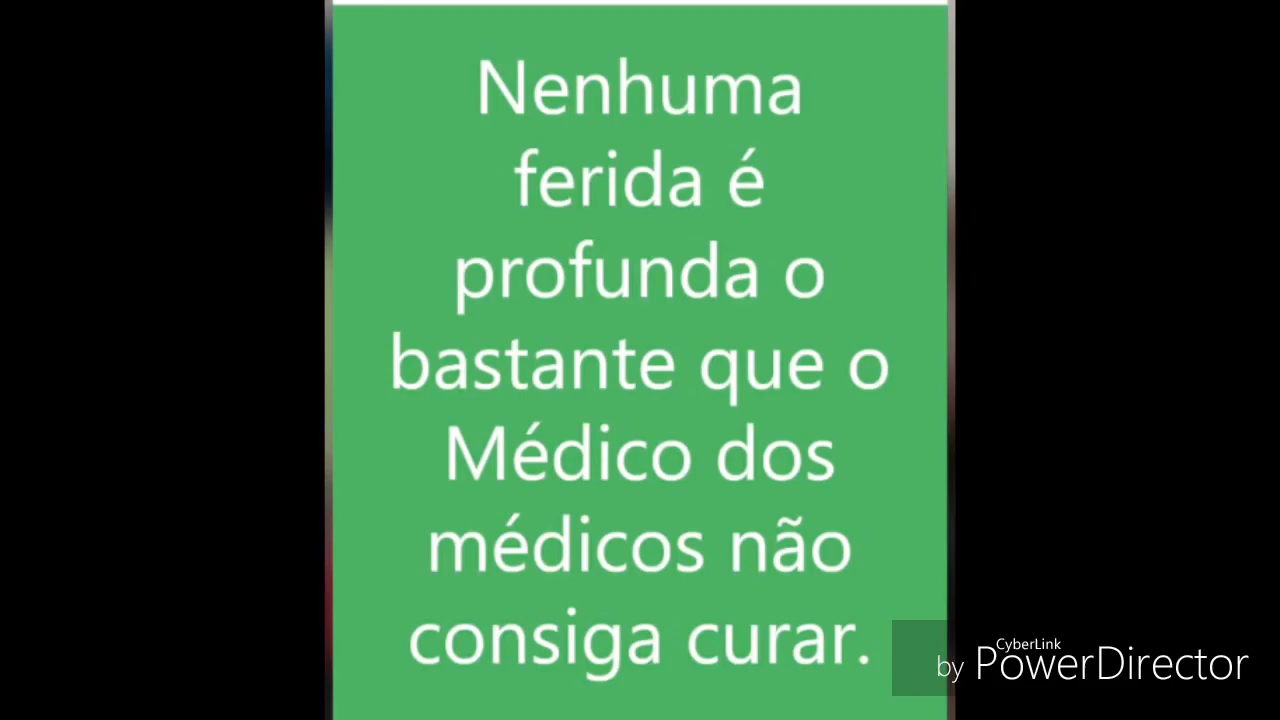 Nenhuma
ferida é
profunda o
bastante que o
Médico dos
médicos não
consiga curar.
CyberLink
by PowerDirector